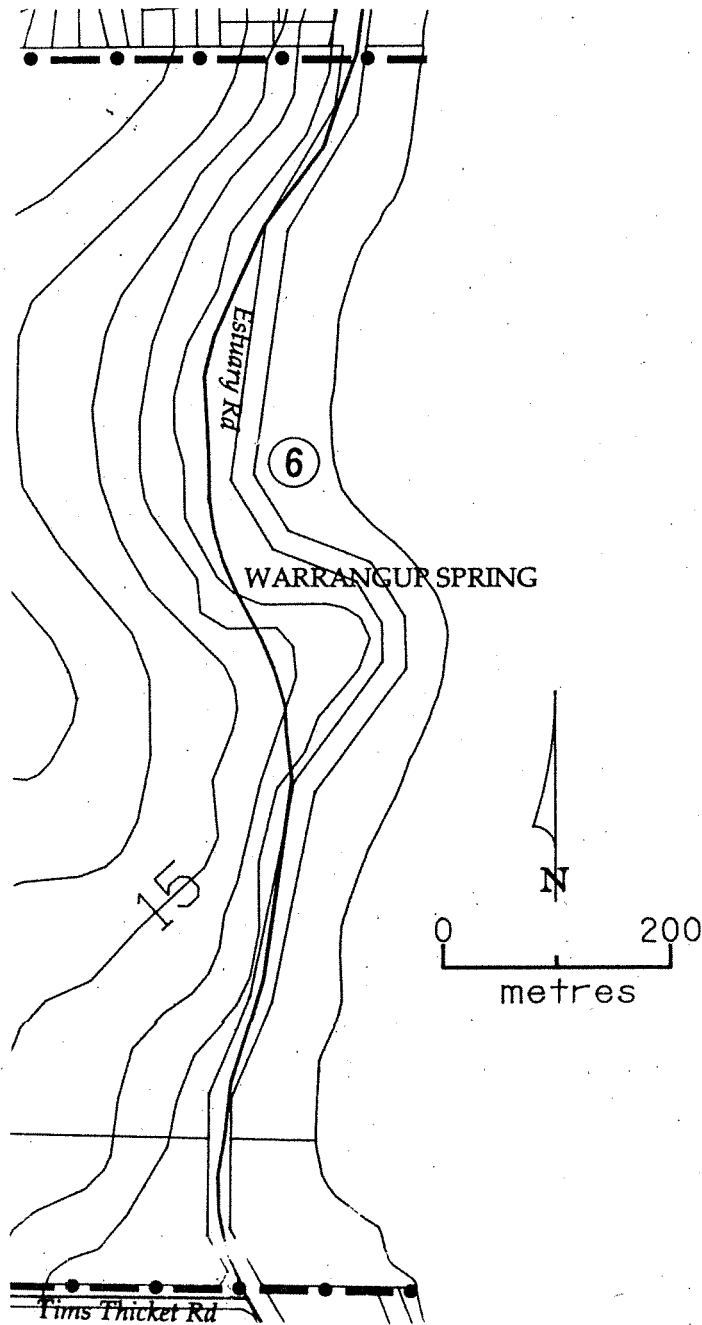 Estuary Rd
6
WARRANGUP SPRING
15
N
0 200
metres
Tims Thicket Rd